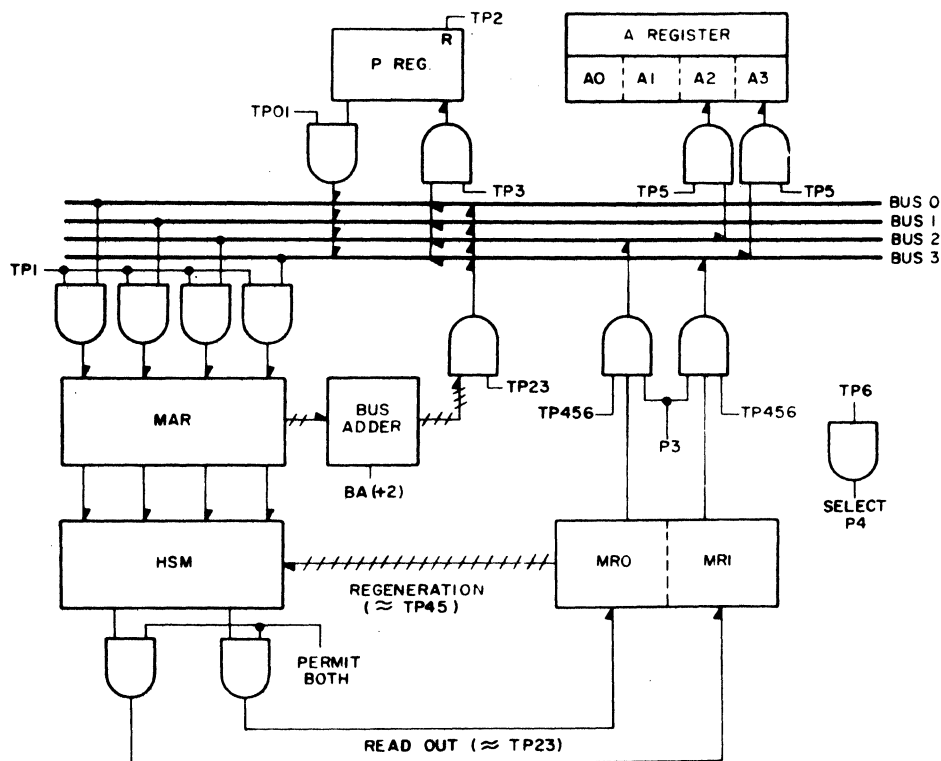 TP2
R
P REG.
A REGISTER
A0 A1 A2 A3
TP01
TP3
TP5
TP5
BUS 0
BUS 1
BUS 2
BUS 3
TP1
TP23
MAR
BUS
ADDER
BA (+2)
TP456
P3
TP456
TP6
SELECT
P4
HSM
MR0 MR1
REGENERATION
(≈ TP45)
PERMIT
BOTH
READ OUT (≈ TP23)